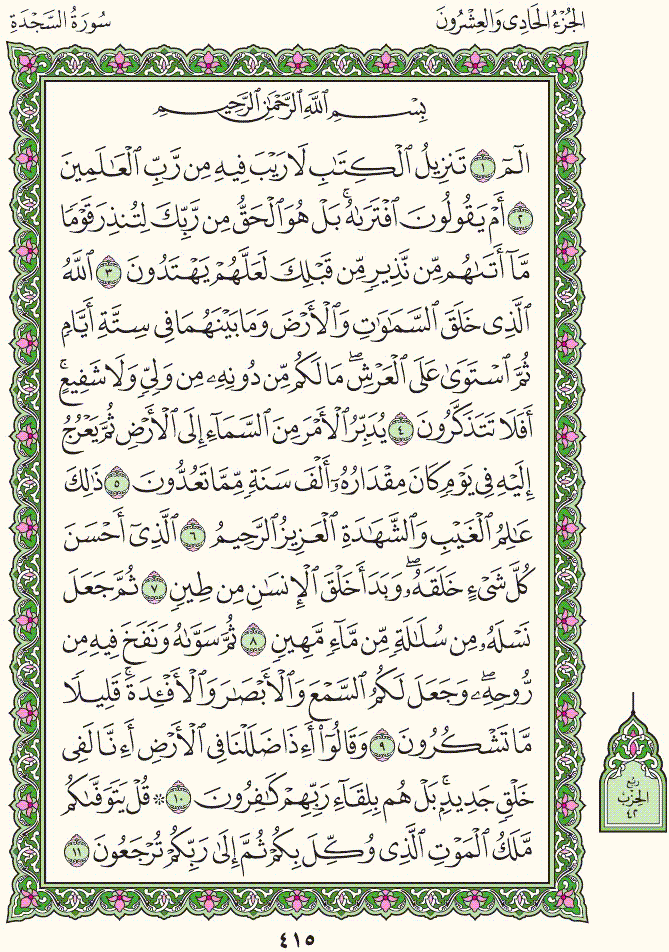 الجُزْءُ الحَادِى وَالعِشْرُونَ
سُورَةُ السَّجْدَةِ
بِسْمِ ٱللَّهِ ٱلرَّحْمَٰنِ ٱلرَّحِيمِ
الٓمٓ ١ تَنزِيلُ ٱلْكِتَٰبِ لَا رَيْبَ فِيهِ مِن رَّبِّ ٱلْعَٰلَمِينَ
٢ أَمْ يَقُولُونَ ٱفْتَرَىٰهُ ۚ بَلْ هُوَ ٱلْحَقُّ مِن رَّبِّكَ لِتُنذِرَ قَوْمًا
مَّآ أَتَىٰهُم مِّن نَّذِيرٍ مِّن قَبْلِكَ لَعَلَّهُمْ يَهْتَدُونَ ٣ ٱللَّهُ
ٱلَّذِى خَلَقَ ٱلسَّمَٰوَٰتِ وَٱلْأَرْضَ وَمَا بَيْنَهُمَا فِى سِتَّةِ أَيَّامٍ
ثُمَّ ٱسْتَوَىٰ عَلَى ٱلْعَرْشِ ۖ مَا لَكُم مِّن دُونِهِۦ مِن وَلِىٍّ وَلَا شَفِيعٍ ۚ
أَفَلَا تَتَذَكَّرُونَ ٤ يُدَبِّرُ ٱلْأَمْرَ مِنَ ٱلسَّمَآءِ إِلَى ٱلْأَرْضِ ثُمَّ يَعْرُجُ
إِلَيْهِ فِى يَوْمٍ كَانَ مِقْدَارُهُۥٓ أَلْفَ سَنَةٍ مِّمَّا تَعُدُّونَ ٥ ذَٰلِكَ
عَٰلِمُ ٱلْغَيْبِ وَٱلشَّهَٰدَةِ ٱلْعَزِيزُ ٱلرَّحِيمُ ٦ ٱلَّذِىٓ أَحْسَنَ
كُلَّ شَىْءٍ خَلَقَهُۥ ۖ وَبَدَأَ خَلْقَ ٱلْإِنسَٰنِ مِن طِينٍ ٧ ثُمَّ جَعَلَ
نَسْلَهُۥ مِن سُلَٰلَةٍ مِّن مَّآءٍ مَّهِينٍ ٨ ثُمَّ سَوَّىٰهُ وَنَفَخَ فِيهِ مِن
رُّوحِهِۦ ۖ وَجَعَلَ لَكُمُ ٱلسَّمْعَ وَٱلْأَبْصَٰرَ وَٱلْأَفْـِٔدَةَ ۚ قَلِيلًا
مَّا تَشْكُرُونَ ٩ وَقَالُوٓا۟ أَءِذَا ضَلَلْنَا فِى ٱلْأَرْضِ أَءِنَّا لَفِى
خَلْقٍ جَدِيدٍۭ ۚ بَلْ هُم بِلِقَآءِ رَبِّهِمْ كَٰفِرُونَ ١٠ ۞ قُلْ يَتَوَفَّىٰكُم
مَّلَكُ ٱلْمَوْتِ ٱلَّذِى وُكِّلَ بِكُمْ ثُمَّ إِلَىٰ رَبِّكُمْ تُرْجَعُونَ ١١
رُبع
الحِزب
٤٢
٤١٥